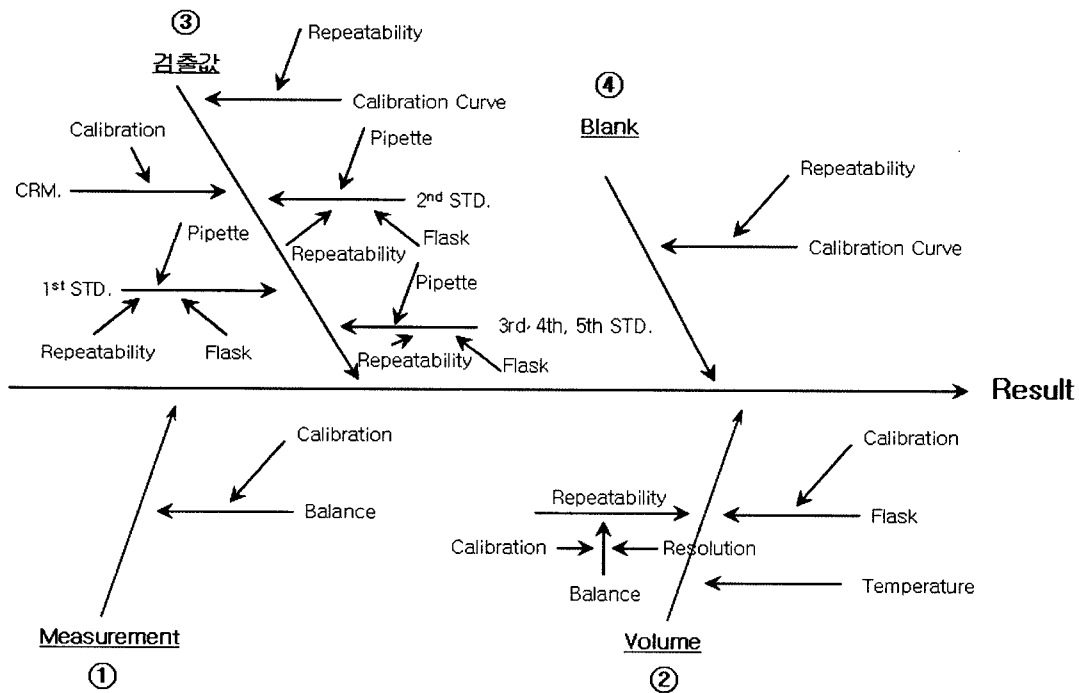 ③
검출값
Repeatability
Calibration Curve
Calibration
Pipette
CRM.
2nd STD.
Pipette
Repeatability
Flask
1st STD.
Pipette
3rd, 4th, 5th STD.
Repeatability
Flask
Repeatability
Flask
④
Blank
Repeatability
Calibration Curve
Result
Calibration
Balance
Measurement
①
Repeatability
Calibration
Resolution
Balance
Calibration
Flask
Temperature
Volume
②